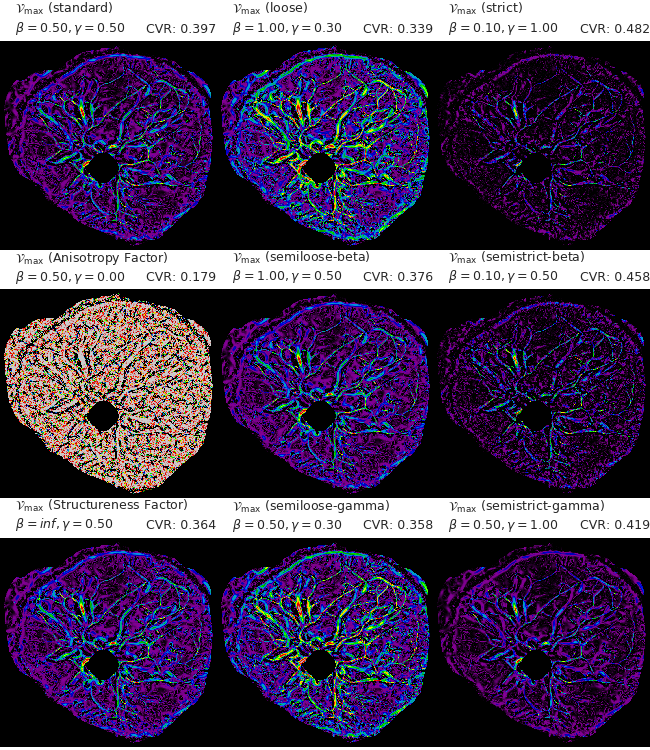 𝒱max (standard) 𝒱max (loose) 𝒱max (strict)
β = 0.50, γ = 0.50 CVR: 0.397 β = 1.00, γ = 0.30 CVR: 0.339 β = 0.10, γ = 1.00 CVR: 0.482
𝒱max (Anisotropy Factor) 𝒱max (semiloose-beta) 𝒱max (semistrict-beta)
β = 0.50, γ = 0.00 CVR: 0.179 β = 1.00, γ = 0.50 CVR: 0.376 β = 0.10, γ = 0.50 CVR: 0.458
𝒱max (Structureness Factor) 𝒱max (semiloose-gamma) 𝒱max (semistrict-gamma)
β = inf, γ = 0.50 CVR: 0.364 β = 0.50, γ = 0.30 CVR: 0.358 β = 0.50, γ = 1.00 CVR: 0.419